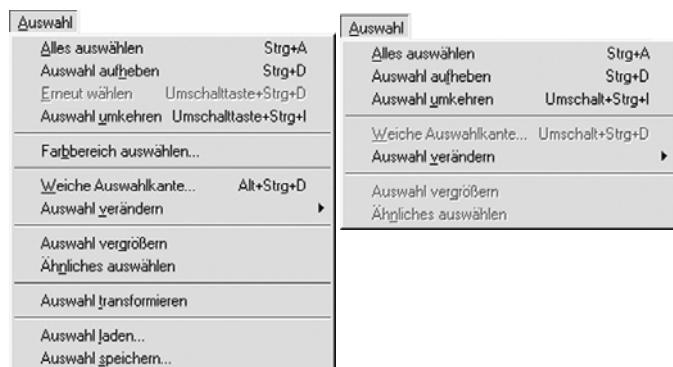 Auswahl
Alles auswählen Strg+A
Auswahl aufheben Strg+D
Erneut wählen Umschalttaste+Strg+D
Auswahl umkehren Umschalttaste+Strg+I
Farbbereich auswählen...
Weiche Auswahlkante... Alt+Strg+D
Auswahl verändern
Auswahl vergrößern
Ähnliches auswählen
Auswahl transformieren
Auswahl laden...
Auswahl speichern...
Auswahl
Alles auswählen Strg+A
Auswahl aufheben Strg+D
Auswahl umkehren Umschalt+Strg+I
Weiche Auswahlkante... Umschalt+Strg+D
Auswahl verändern
Auswahl vergrößern
Ähnliches auswählen